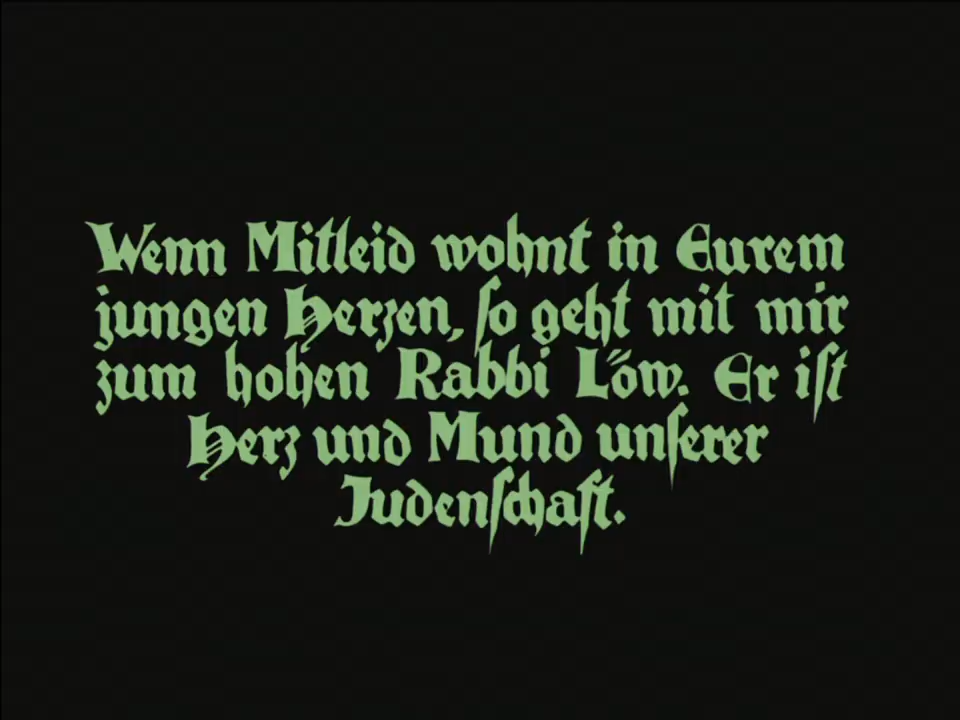 Wenn Mitleid wohnt in Eurem
jungen Herzen, ſo geht mit mir
zum hohen Rabbi Löw. Er iſt
Herz und Mund unſerer
Judenſchaft.